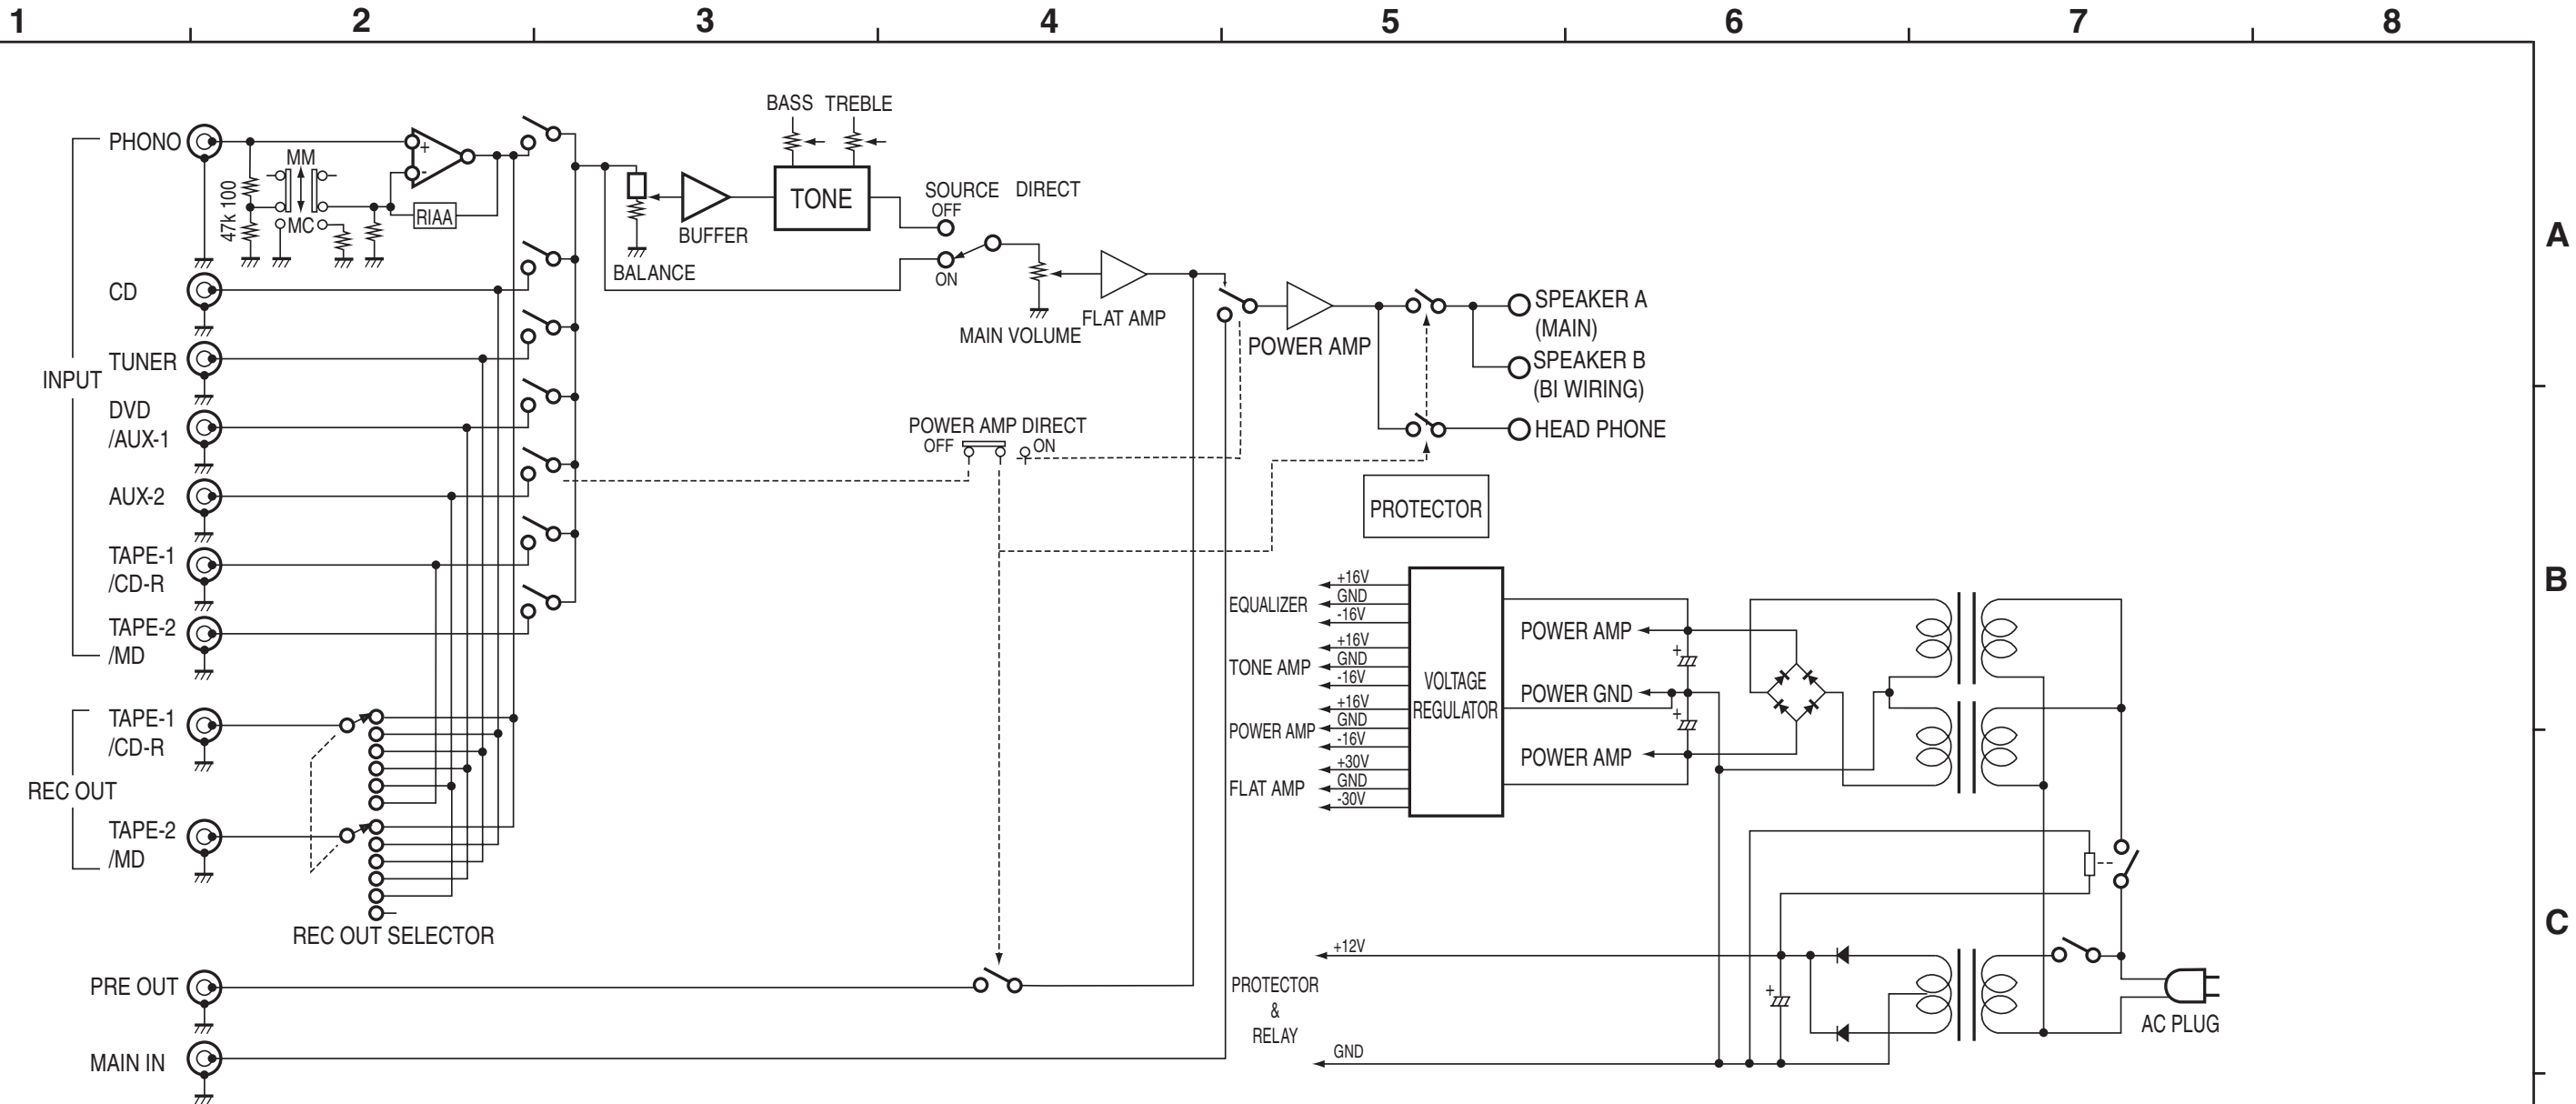 1 2 3 4 5 6 7 8
A
B
C
INPUT
PHONO
CD
TUNER
DVD
/AUX-1
AUX-2
TAPE-1
/CD-R
TAPE-2
/MD
REC OUT
TAPE-1
/CD-R
TAPE-2
/MD
REC OUT SELECTOR
PRE OUT
MAIN IN
47k 100
MM
MC
+
-
RIAA
BALANCE
BUFFER
BASS TREBLE
TONE
SOURCE DIRECT
OFF
ON
MAIN VOLUME
FLAT AMP
POWER AMP
SPEAKER A
(MAIN)
SPEAKER B
(BI WIRING)
HEAD PHONE
POWER AMP DIRECT
OFF ON
PROTECTOR
EQUALIZER
+16V
GND
-16V
TONE AMP
+16V
GND
-16V
POWER AMP
+16V
GND
-16V
FLAT AMP
+30V
GND
-30V
VOLTAGE
REGULATOR
POWER AMP
+
POWER GND
+
POWER AMP
+12V
PROTECTOR
&
RELAY
GND
+
AC PLUG